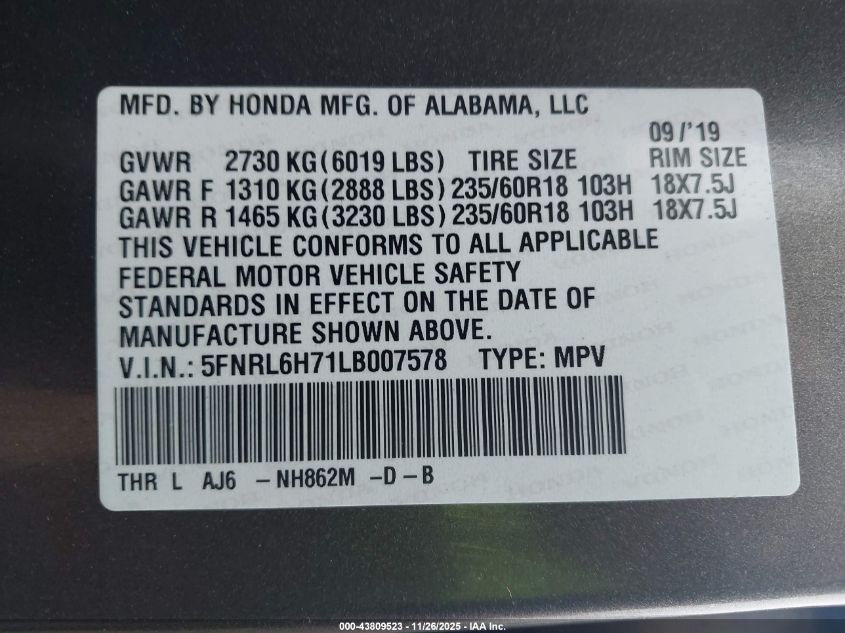 MFD. BY HONDA MFG. OF ALABAMA, LLC
09/'19
GVWR 2730 KG(6019 LBS) TIRE SIZE RIM SIZE
GAWR F 1310 KG(2888 LBS) 235/60R18 103H 18X7.5J
GAWR R 1465 KG(3230 LBS) 235/60R18 103H 18X7.5J
THIS VEHICLE CONFORMS TO ALL APPLICABLE
FEDERAL MOTOR VEHICLE SAFETY
STANDARDS IN EFFECT ON THE DATE OF
MANUFACTURE SHOWN ABOVE.
V.I.N.: 5FNRL6H71LB007578 TYPE: MPV
THR L AJ6 - NH862M - D - B
000-43809523 - 11/26/2025 - IAA Inc.